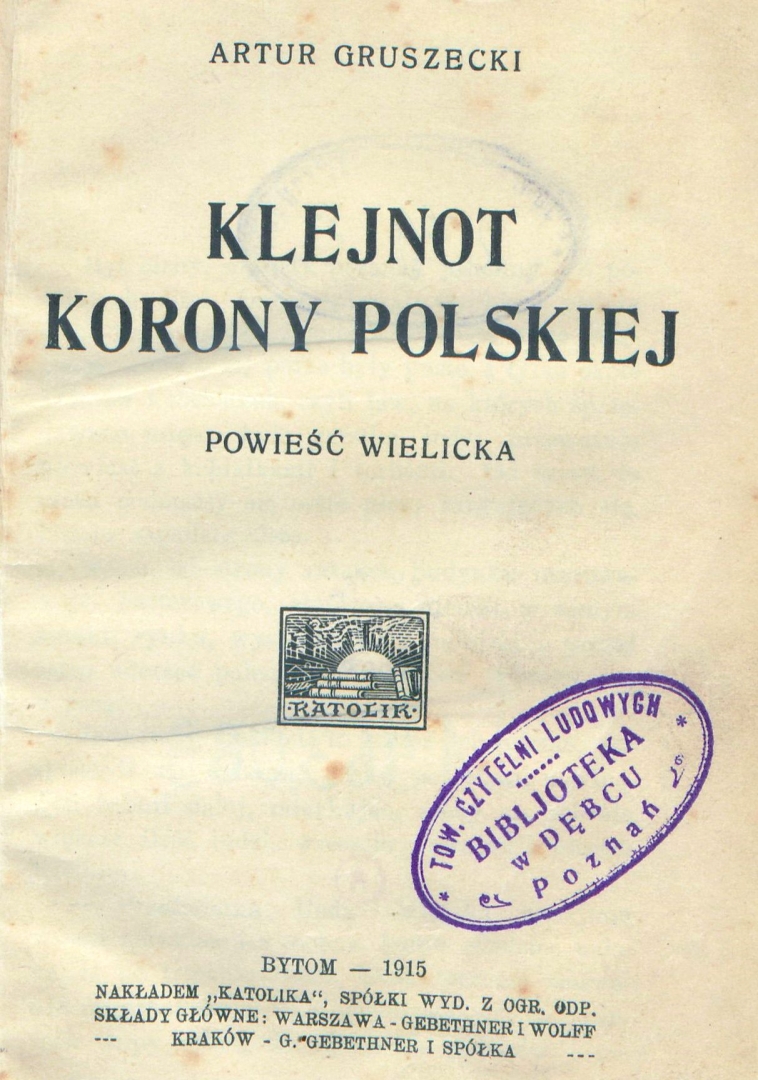 ARTUR GRUSZECKI
KLEJNOT
KORONY POLSKIEJ
POWIEŚĆ WIELICKA
·KATOLIK·
* TOW. CZYTELNI LUDOWYCH *
BIBLJOTEKA
w DĘBCU
Poznań
BYTOM — 1915
NAKŁADEM „KATOLIKA“, SPÓŁKI WYD. Z OGR. ODP.
SKŁADY GŁÓWNE: WARSZAWA - GEBETHNER I WOLFF
--- KRAKÓW - G. GEBETHNER I SPÓŁKA ---